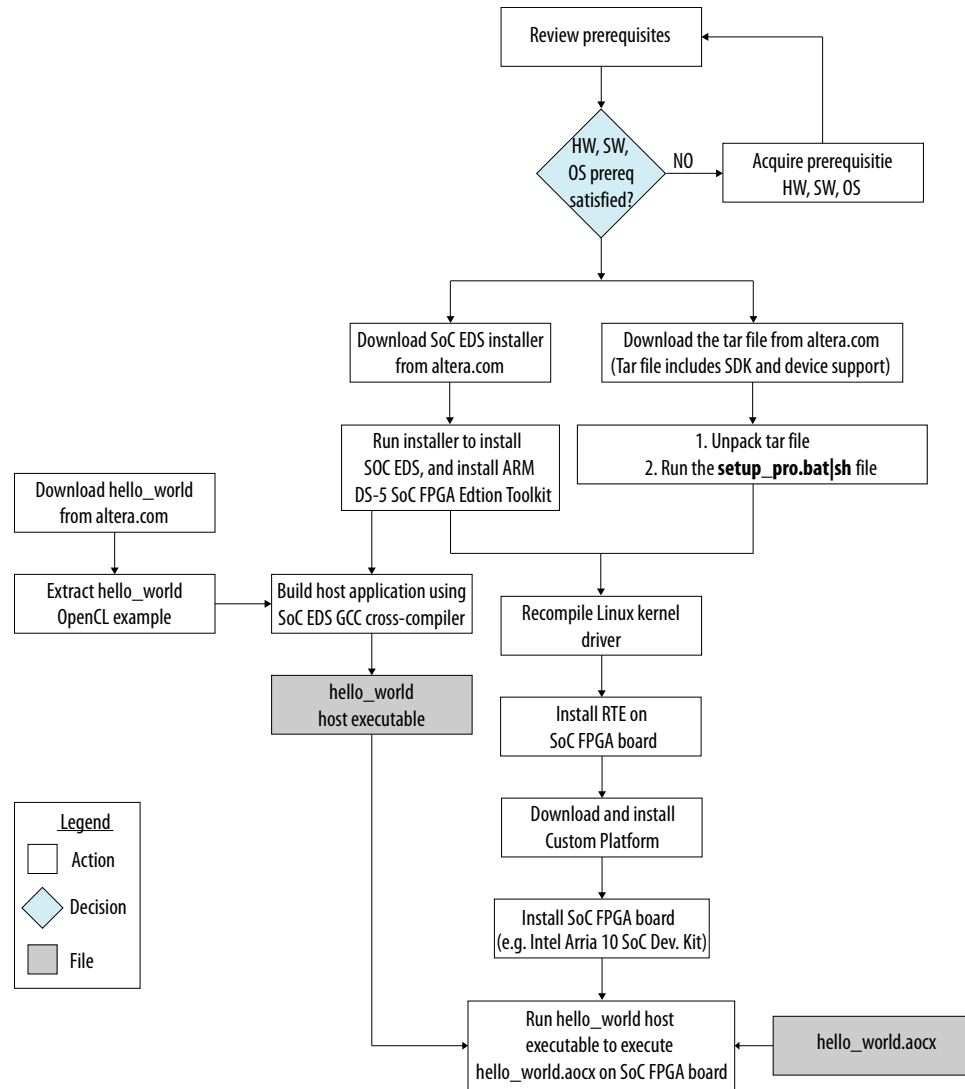 Review prerequisites
HW, SW,
OS prereq
satisfied?
NO
Acquire prerequisitie
HW, SW, OS
Download SoC EDS installer
from altera.com
Download the tar file from altera.com
(Tar file includes SDK and device support)
Run installer to install
SOC EDS, and install ARM
DS-5 SoC FPGA Edtion Toolkit
1. Unpack tar file
2. Run the setup_pro.bat|sh file
Download hello_world
from altera.com
Extract hello_world
OpenCL example
Build host application using
SoC EDS GCC cross-compiler
Recompile Linux kernel
driver
hello_world
host executable
Install RTE on
SoC FPGA board
Download and install
Custom Platform
Legend
Action
Decision
File
Install SoC FPGA board
(e.g. Intel Arria 10 SoC Dev. Kit)
Run hello_world host
executable to execute
hello_world.aocx on SoC FPGA board
hello_world.aocx